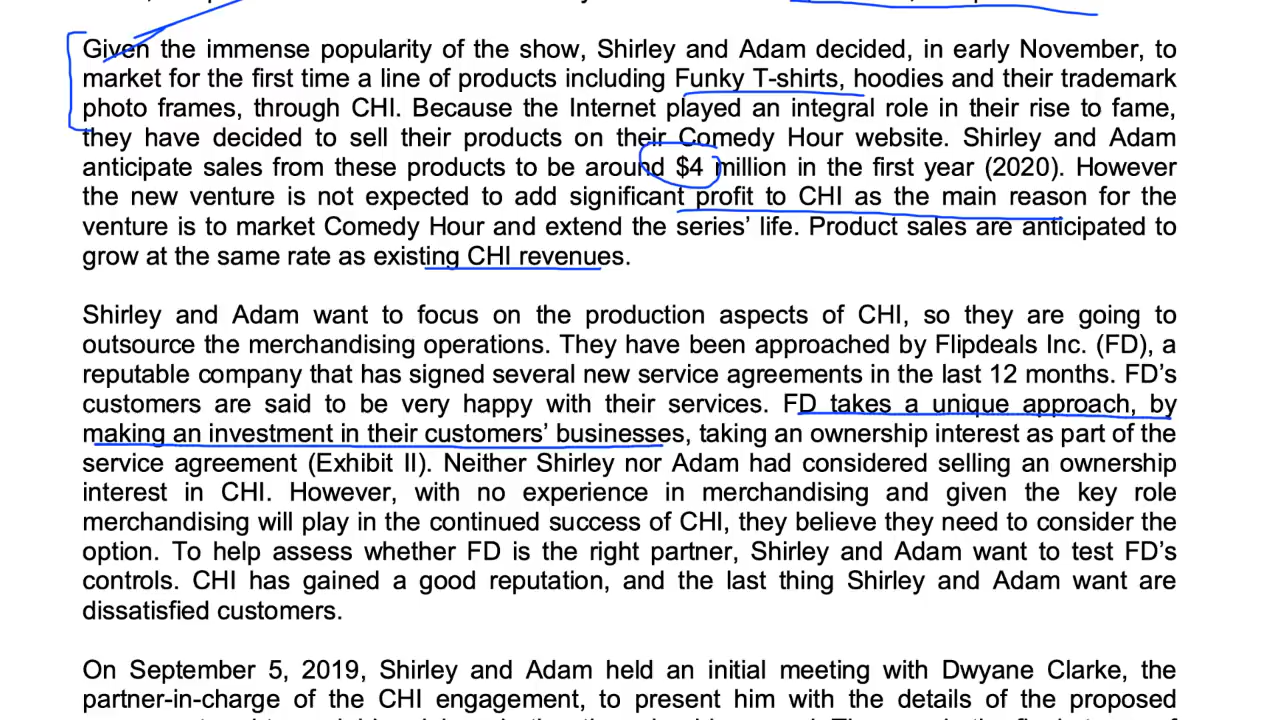 Given the immense popularity of the show, Shirley and Adam decided, in early November, to
market for the first time a line of products including Funky T-shirts, hoodies and their trademark
photo frames, through CHI. Because the Internet played an integral role in their rise to fame,
they have decided to sell their products on their Comedy Hour website. Shirley and Adam
anticipate sales from these products to be around $4 million in the first year (2020). However
the new venture is not expected to add significant profit to CHI as the main reason for the
venture is to market Comedy Hour and extend the series' life. Product sales are anticipated to
grow at the same rate as existing CHI revenues.
Shirley and Adam want to focus on the production aspects of CHI, so they are going to
outsource the merchandising operations. They have been approached by Flipdeals Inc. (FD), a
reputable company that has signed several new service agreements in the last 12 months. FD's
customers are said to be very happy with their services. FD takes a unique approach, by
making an investment in their customers' businesses, taking an ownership interest as part of the
service agreement (Exhibit II). Neither Shirley nor Adam had considered selling an ownership
interest in CHI. However, with no experience in merchandising and given the key role
merchandising will play in the continued success of CHI, they believe they need to consider the
option. To help assess whether FD is the right partner, Shirley and Adam want to test FD's
controls. CHI has gained a good reputation, and the last thing Shirley and Adam want are
dissatisfied customers.
On September 5, 2019, Shirley and Adam held an initial meeting with Dwyane Clarke, the
partner-in-charge of the CHI engagement, to present him with the details of the proposed